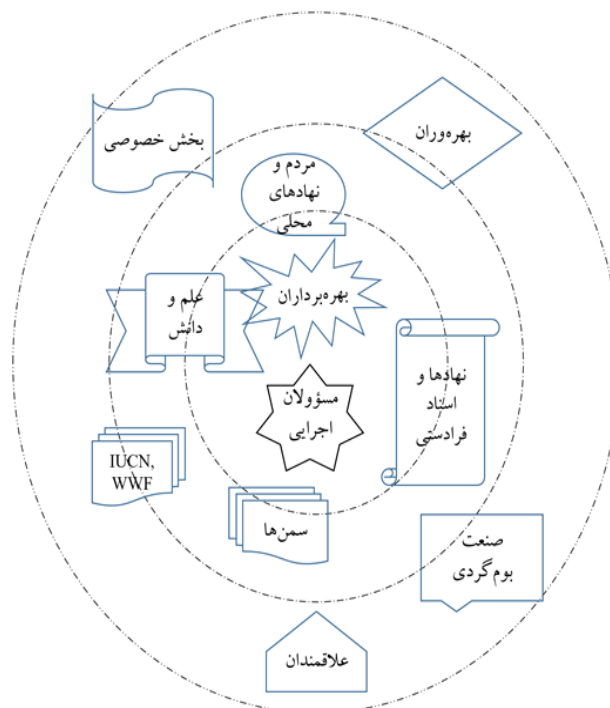 بخش خصوصی
بهره‌وران
مردم و
نهادهای
محلی
بهره‌برداران
علم و
دانش
نهادها و
اسناد
فرادستی
مسؤولان
اجرایی
IUCN,
WWF
سمن‌ها
صنعت
بوم‌گردی
علاقمندان